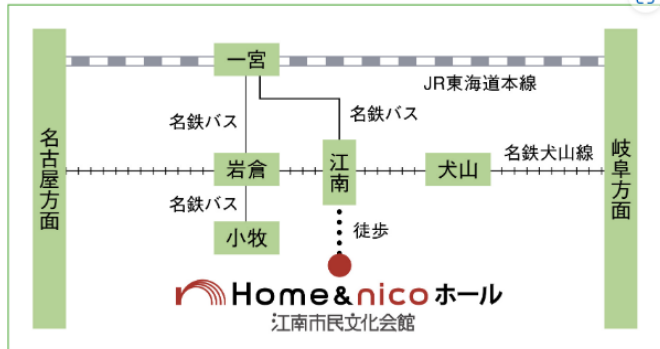 一宮
JR東海道本線
名鉄バス
名鉄バス
名古屋方面
岩倉
江南
犬山
名鉄犬山線
岐阜方面
名鉄バス
小牧
徒歩
Home&nicoホール
江南市民文化会館